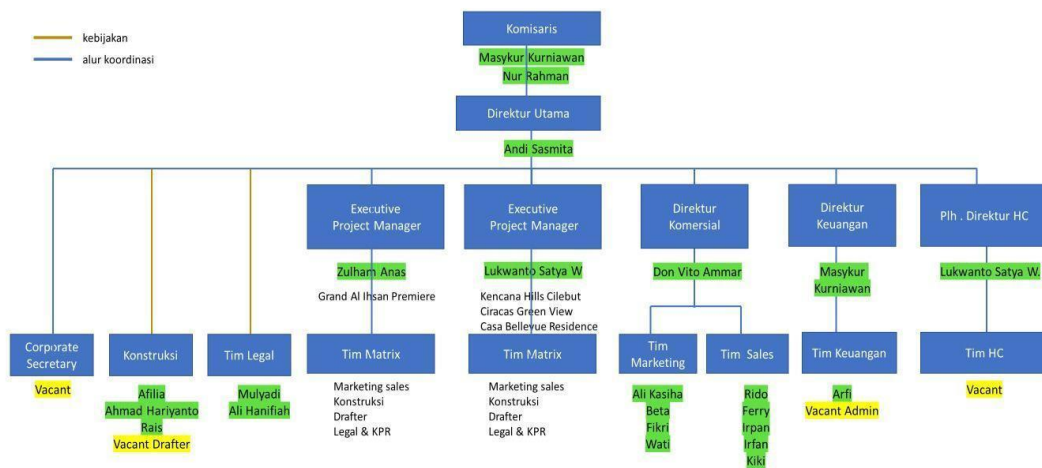 kebijakan
alur koordinasi
Komisaris
Masykur Kurniawan
Nur Rahman
Direktur Utama
Andi Sasmita
Executive
Project Manager
Zulham Anas
Grand Al Ihsan Premiere
Executive
Project Manager
Lukwanto Satya W
Kencana Hills Cilebut
Ciracas Green View
Casa Bellevue Residence
Direktur
Komersial
Don Vito Ammar
Direktur
Keuangan
Masykur
Kurniawan
Plh . Direktur HC
Lukwanto Satya W.
Corporate
Secretary
Vacant
Konstruksi
Afilia
Ahmad Hariyanto
Rais
Vacant Drafter
Tim Legal
Mulyadi
Ali Hanifiah
Tim Matrix
Marketing sales
Konstruksi
Drafter
Legal & KPR
Tim Matrix
Marketing sales
Konstruksi
Drafter
Legal & KPR
Tim
Marketing
Ali Kasiha
Beta
Fikri
Wati
Tim Sales
Rido
Ferry
Irpan
Irfan
Kiki
Tim Keuangan
Arfi
Vacant Admin
Tim HC
Vacant